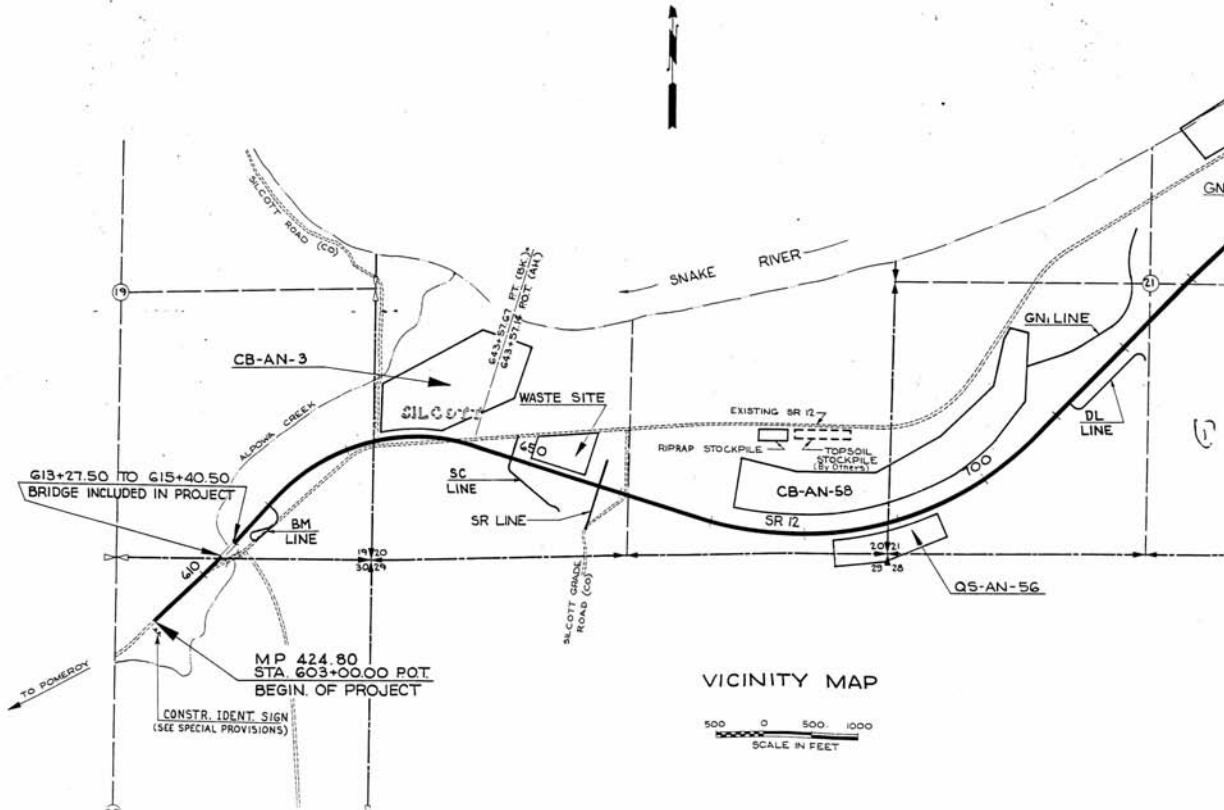 N
SILCOTT
ROAD (CO)
GN
SNAKE RIVER
19
21
643+57.67 P.T. (BK.)=
643+57.14 P.O.T. (AH.)
GN1 LINE
CB-AN-3
SILCOTT
WASTE SITE
650
EXISTING SR 12
RIPRAP STOCKPILE
TOPSOIL
STOCKPILE
(By Others)
DL
LINE
1
ALPOWA CREEK
613+27.50 TO 615+40.50
BRIDGE INCLUDED IN PROJECT
SC
LINE
CB-AN-58
700
SR LINE
SR 12
BM
LINE
19 20
30 29
20 21
29 28
610
QS-AN-56
SILCOTT GRADE
ROAD (CO)
MP 424.80
STA. 603+00.00 P.O.T.
BEGIN. OF PROJECT
TO POMEROY
CONSTR. IDENT. SIGN
(SEE SPECIAL PROVISIONS)
VICINITY MAP
500 0 500 1000
SCALE IN FEET